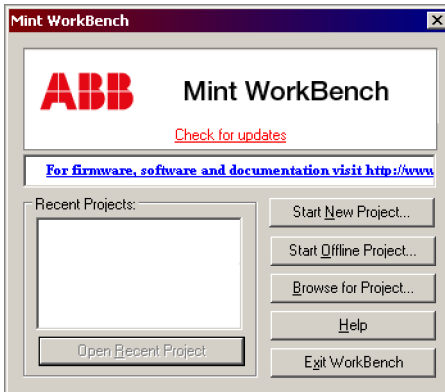 Mint WorkBench
ABB Mint WorkBench
Check for updates
For firmware, software and documentation visit http://www
Recent Projects:
Open Recent Project
Start New Project...
Start Offline Project...
Browse for Project...
Help
Exit WorkBench